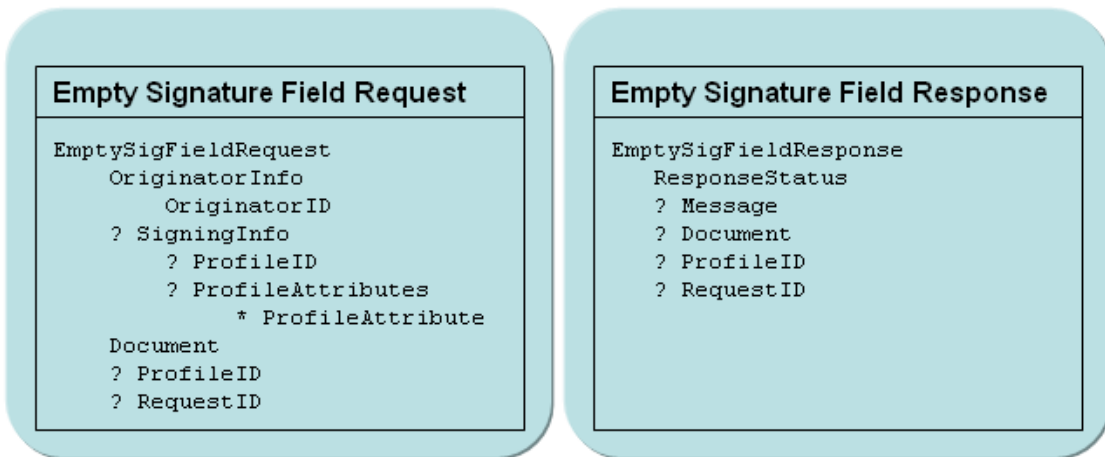 Empty Signature Field Request
EmptySigFieldRequest
OriginatorInfo
OriginatorID
? SigningInfo
? ProfileID
? ProfileAttributes
* ProfileAttribute
Document
? ProfileID
? RequestID
Empty Signature Field Response
EmptySigFieldResponse
ResponseStatus
? Message
? Document
? ProfileID
? RequestID